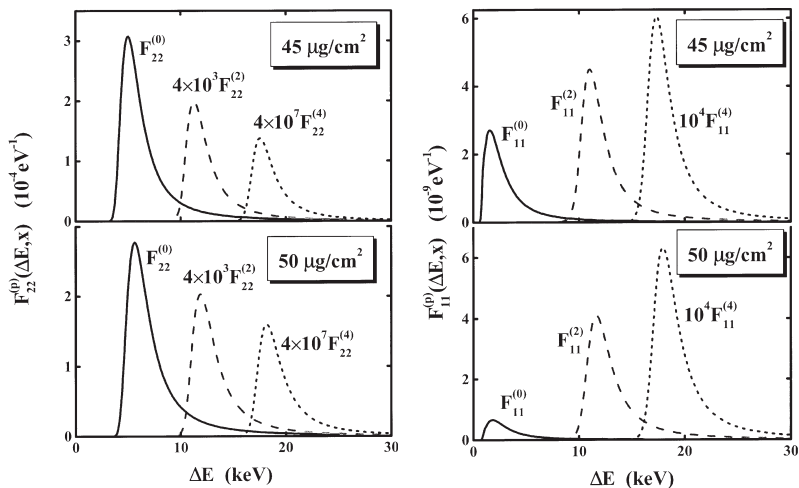 45 μg/cm²
F₂₂⁽⁰⁾
4×10³F₂₂⁽²⁾
4×10⁷F₂₂⁽⁴⁾
3
2
1
0
50 μg/cm²
F₂₂⁽⁰⁾
4×10³F₂₂⁽²⁾
4×10⁷F₂₂⁽⁴⁾
2
1
0
0 10 20 30
ΔE (keV)
F₂₂⁽ᵖ⁾(ΔE,x) (10⁻⁴eV⁻¹)
45 μg/cm²
F₁₁⁽⁰⁾
F₁₁⁽²⁾
10⁴F₁₁⁽⁴⁾
6
4
2
0
50 μg/cm²
F₁₁⁽⁰⁾
F₁₁⁽²⁾
10⁴F₁₁⁽⁴⁾
6
4
2
0
0 10 20 30
ΔE (keV)
F₁₁⁽ᵖ⁾(ΔE,x) (10⁻⁹eV⁻¹)